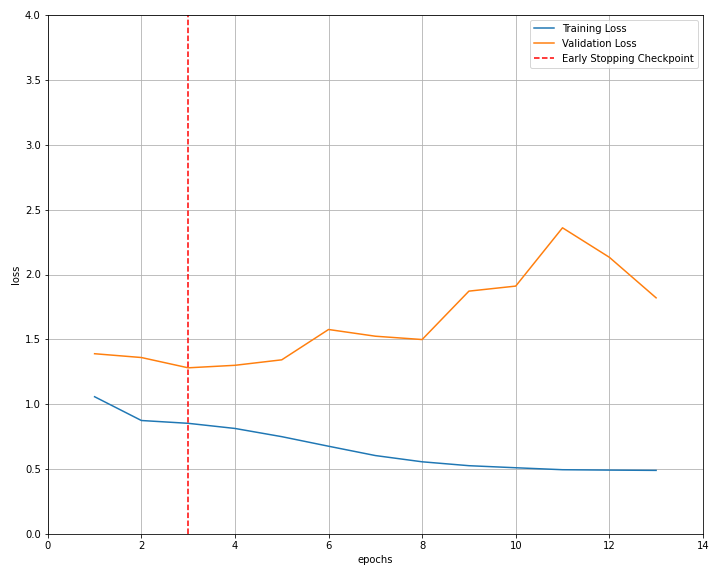 4.0
3.5
3.0
2.5
2.0
1.5
1.0
0.5
0.0
loss
Training Loss
Validation Loss
Early Stopping Checkpoint
0 2 4 6 8 10 12 14
epochs